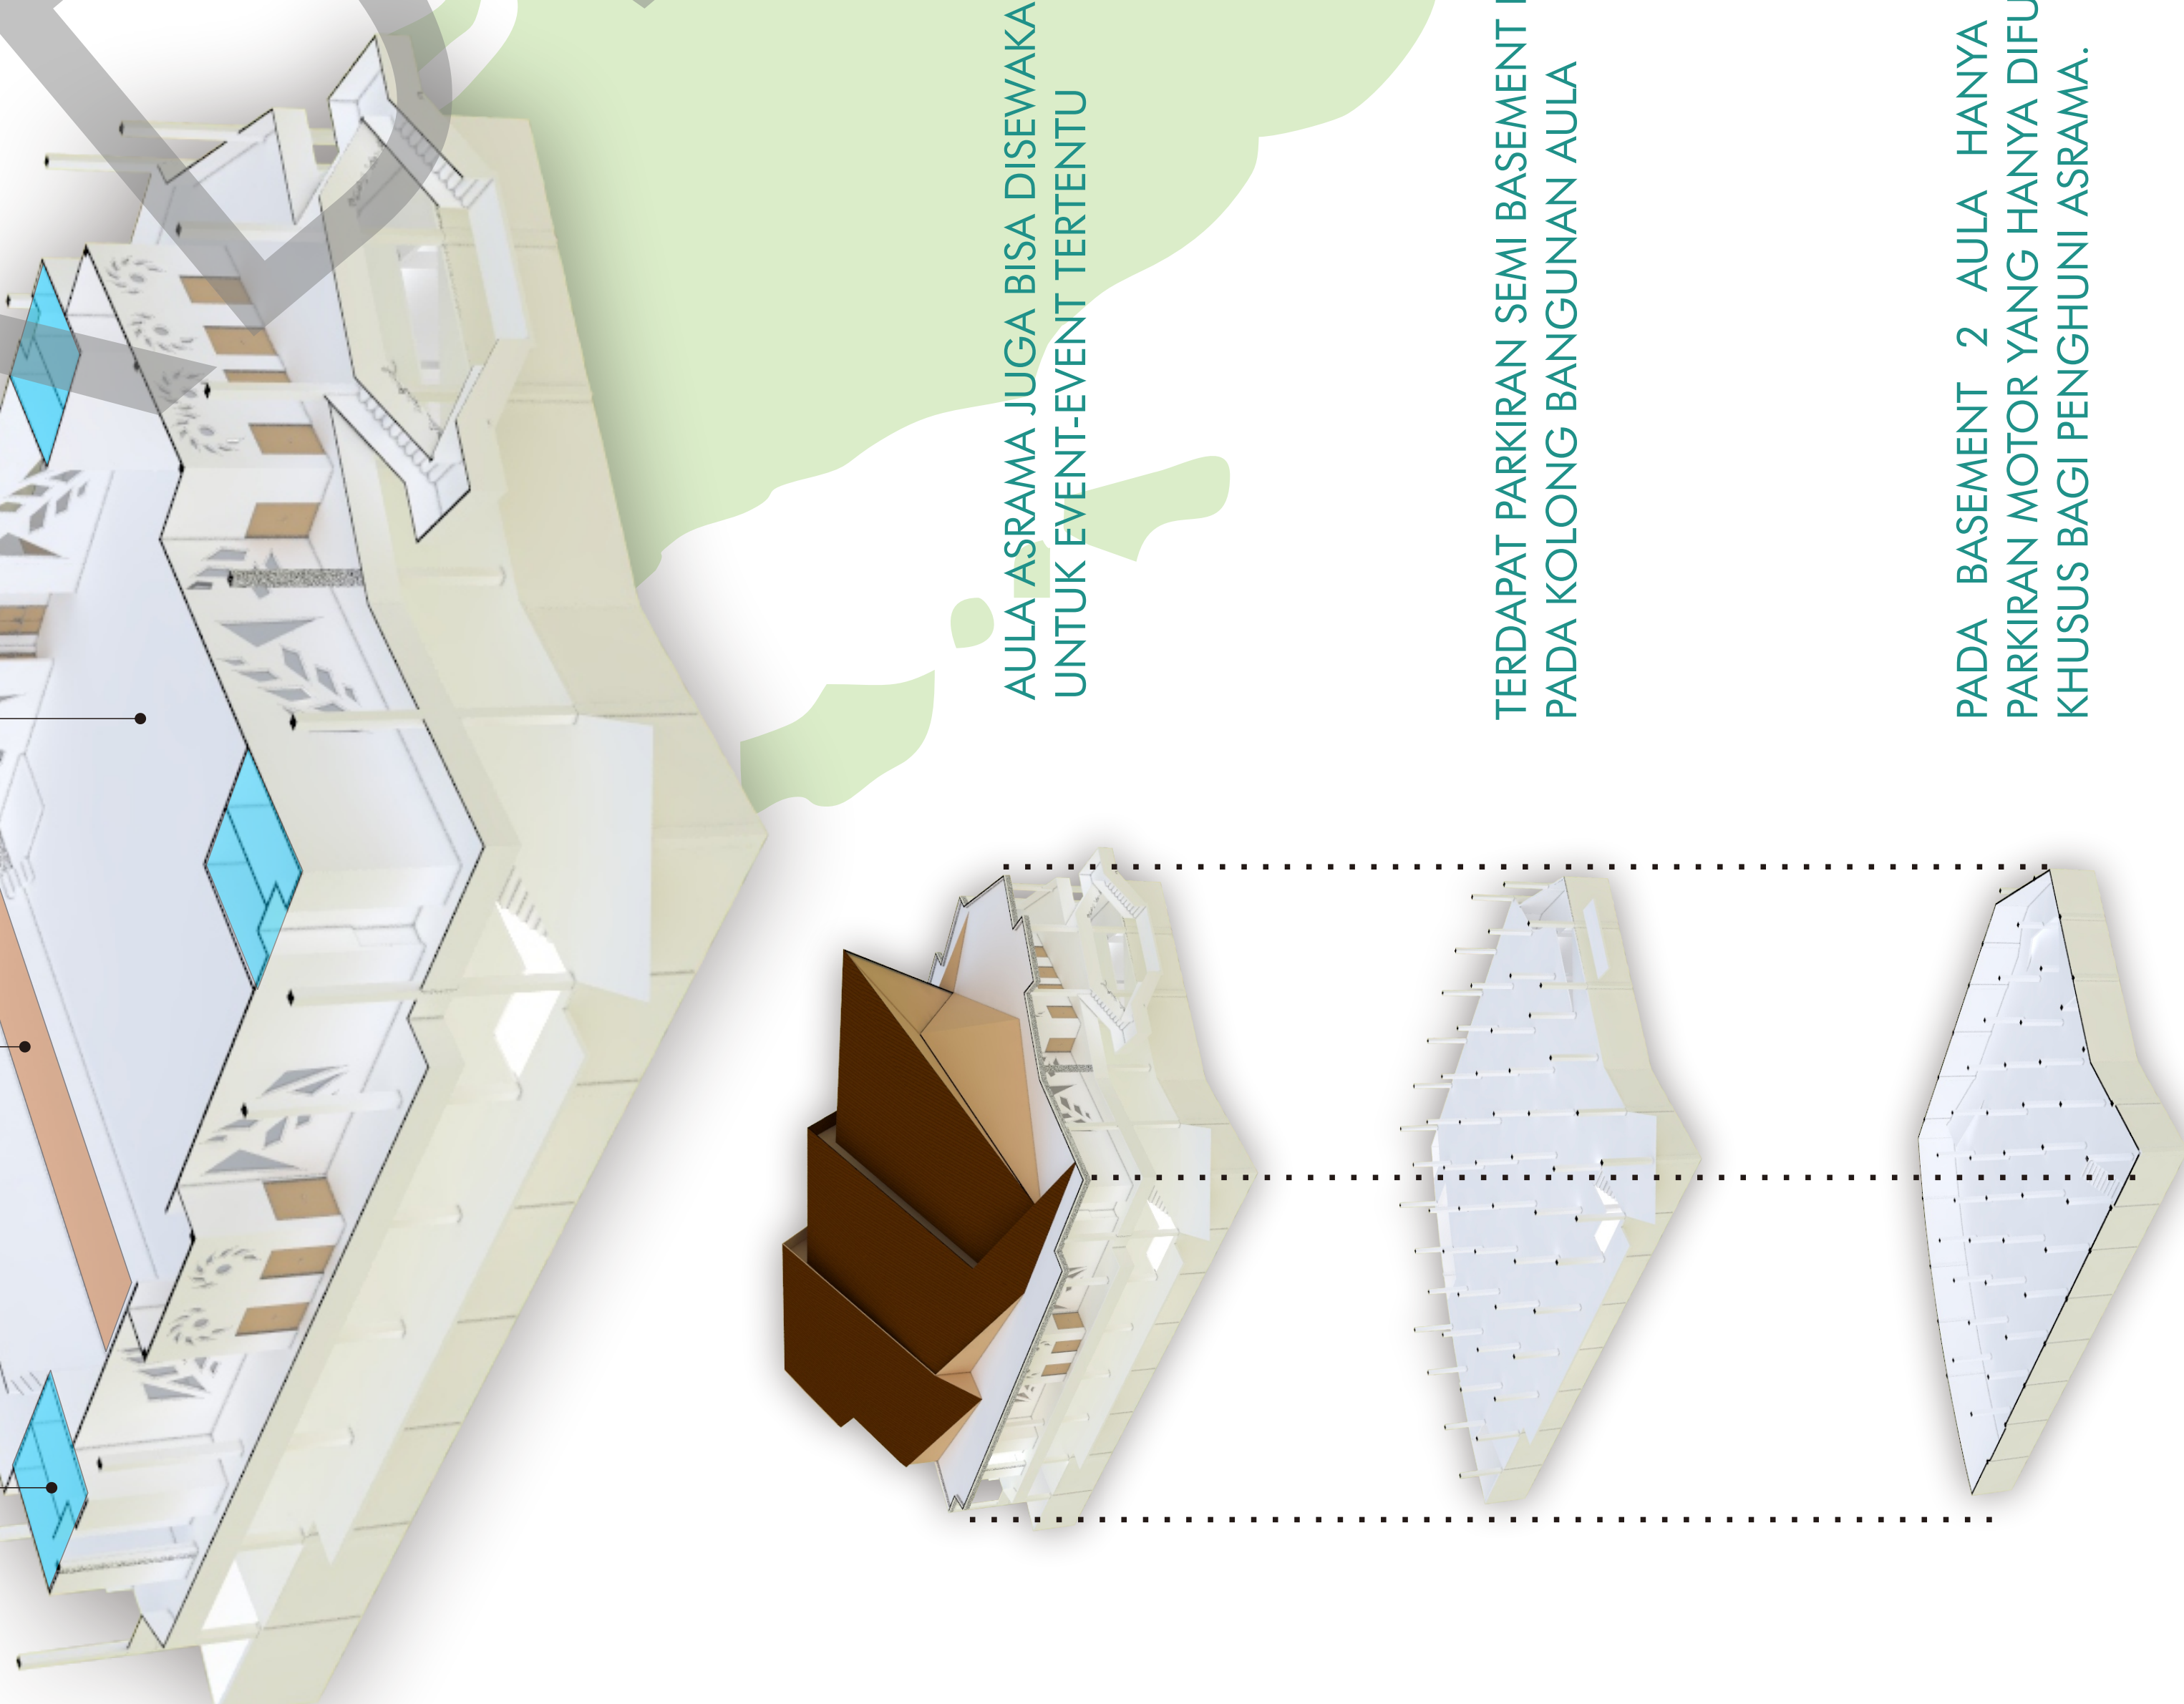 AULA ASRAMA JUGA BISA DISEWAKA
UNTUK EVENT-EVENT TERTENTU
TERDAPAT PARKIRAN SEMI BASEMENT
PADA KOLONG BANGUNAN AULA
PADA BASEMENT 2 AULA HANYA
PARKIRAN MOTOR YANG HANYA DIFU
KHUSUS BAGI PENGHUNI ASRAMA.